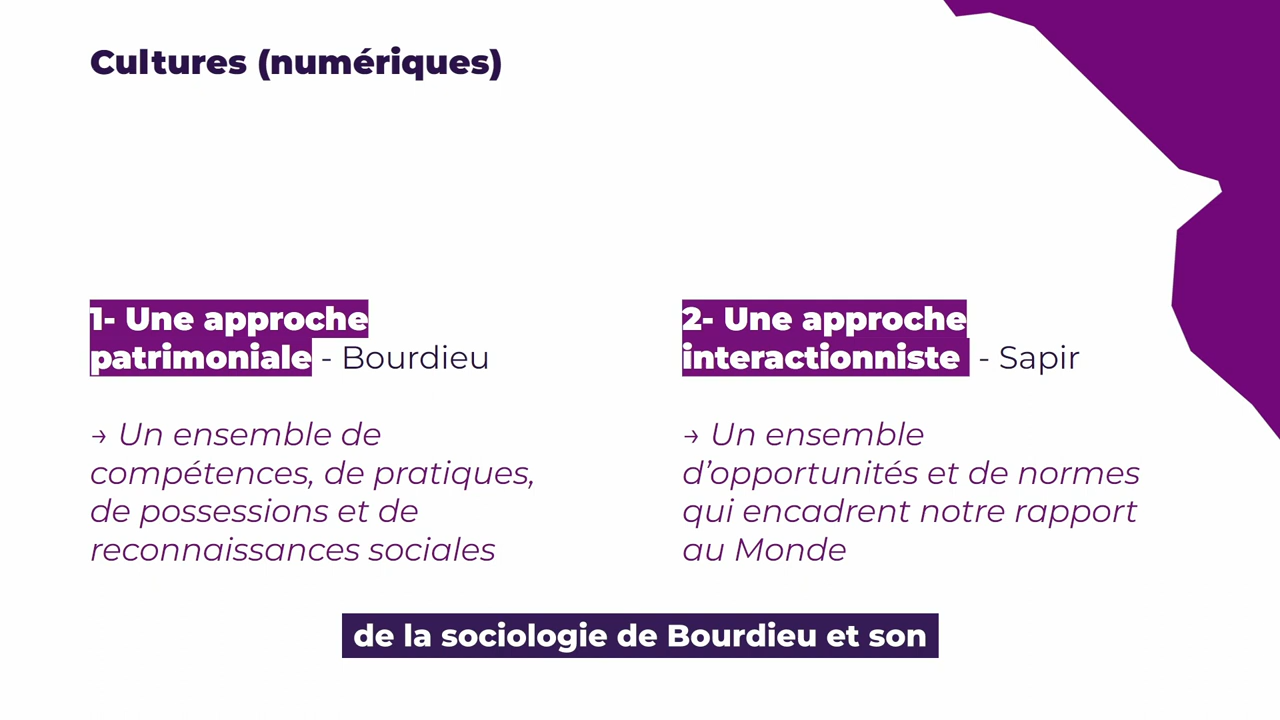 Cultures (numériques)
1- Une approche
patrimoniale - Bourdieu
→ Un ensemble de
compétences, de pratiques,
de possessions et de
reconnaissances sociales
2- Une approche
interactionniste - Sapir
→ Un ensemble
d’opportunités et de normes
qui encadrent notre rapport
au Monde
de la sociologie de Bourdieu et son